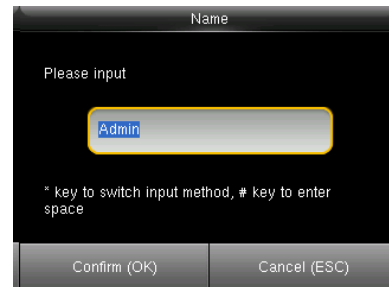 Name
Please input
Admin
* key to switch input method, # key to enter
space
Confirm (OK)
Cancel (ESC)